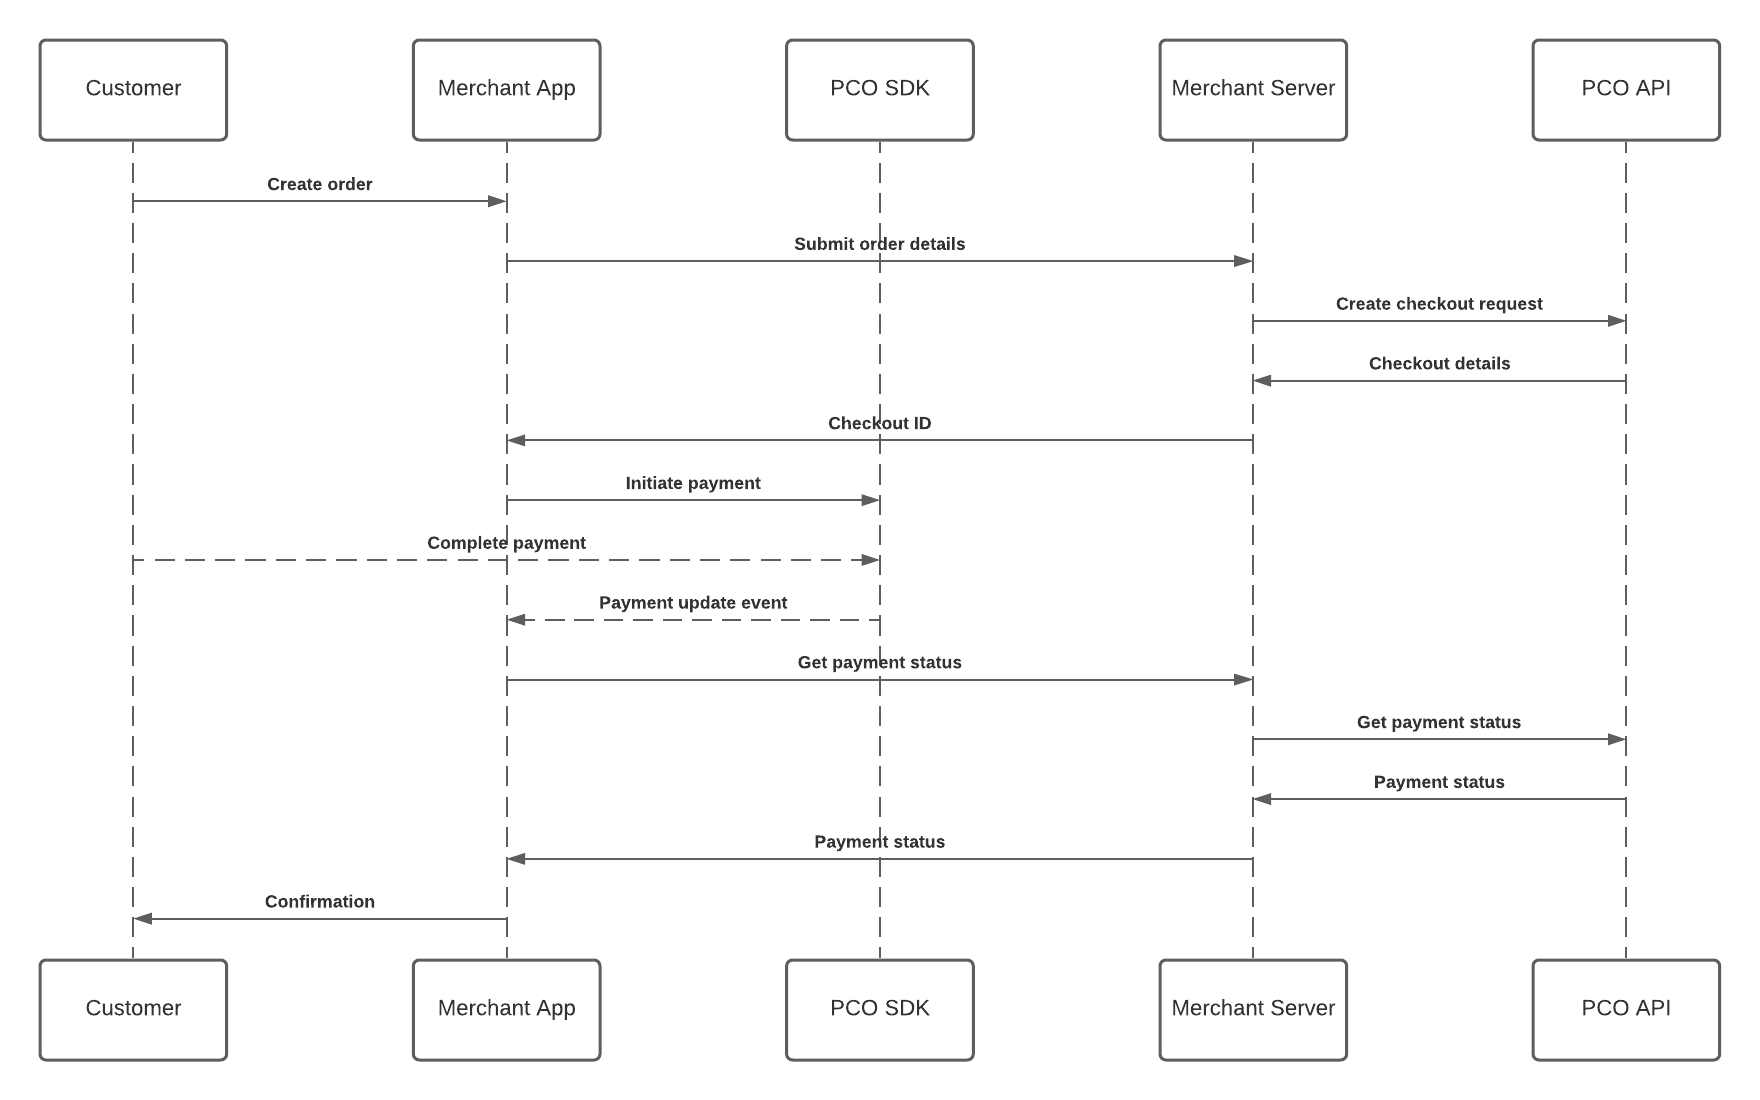 Customer
Merchant App
PCO SDK
Merchant Server
PCO API
Create order
Submit order details
Create checkout request
Checkout details
Checkout ID
Initiate payment
Complete payment
Payment update event
Get payment status
Get payment status
Payment status
Payment status
Confirmation
Customer
Merchant App
PCO SDK
Merchant Server
PCO API